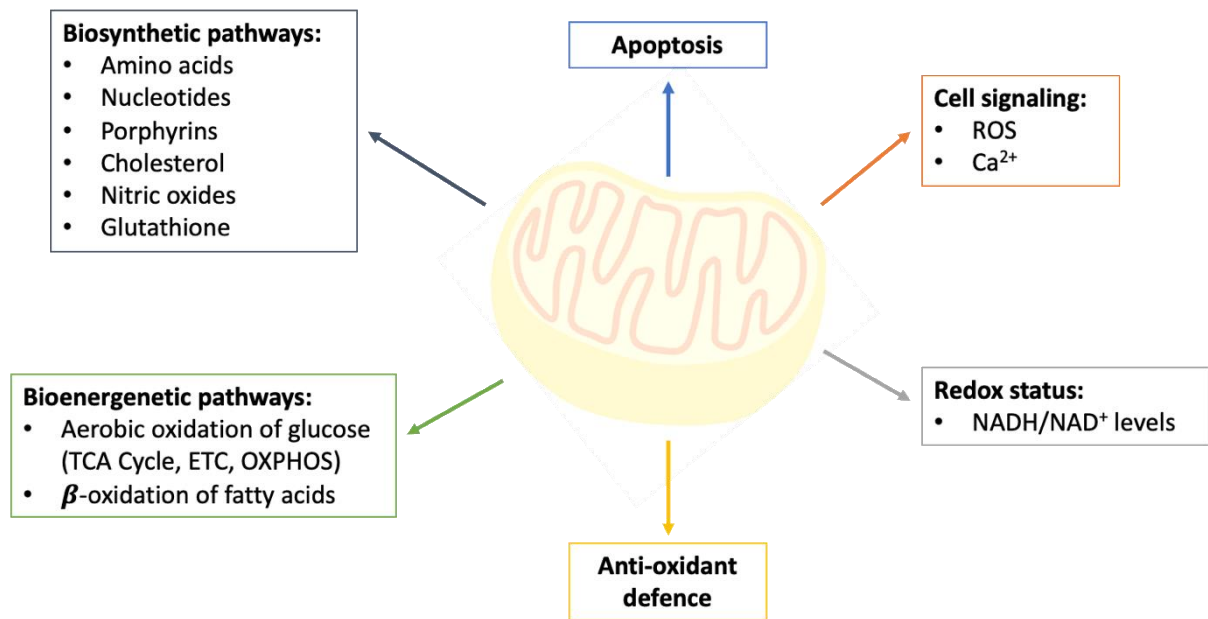 Biosynthetic pathways:
• Amino acids
• Nucleotides
• Porphyrins
• Cholesterol
• Nitric oxides
• Glutathione
Apoptosis
Cell signaling:
• ROS
• Ca²⁺
Bioenergenetic pathways:
• Aerobic oxidation of glucose
(TCA Cycle, ETC, OXPHOS)
• β-oxidation of fatty acids
Redox status:
• NADH/NAD⁺ levels
Anti-oxidant
defence